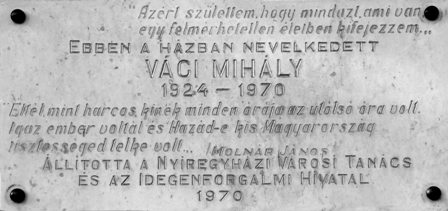 "Azért születtem, hogy mindazt, ami van
egy felmérhetetlen életben kifejezzem...
EBBEN A HÁZBAN NEVELKEDETT
VÁCI MIHÁLY
1924 - 1970
Éltél, mint harcos, kinek minden órája az utolsó óra volt.
Igaz ember voltál és Hazád-e kis Magyarország
tisztességed lelke volt... /MOLNÁR JÁNOS
ÁLLÍTOTTA A NYÍREGYHÁZI VÁROSI TANÁCS
ÉS AZ IDEGENFORGALMI HIVATAL
1970